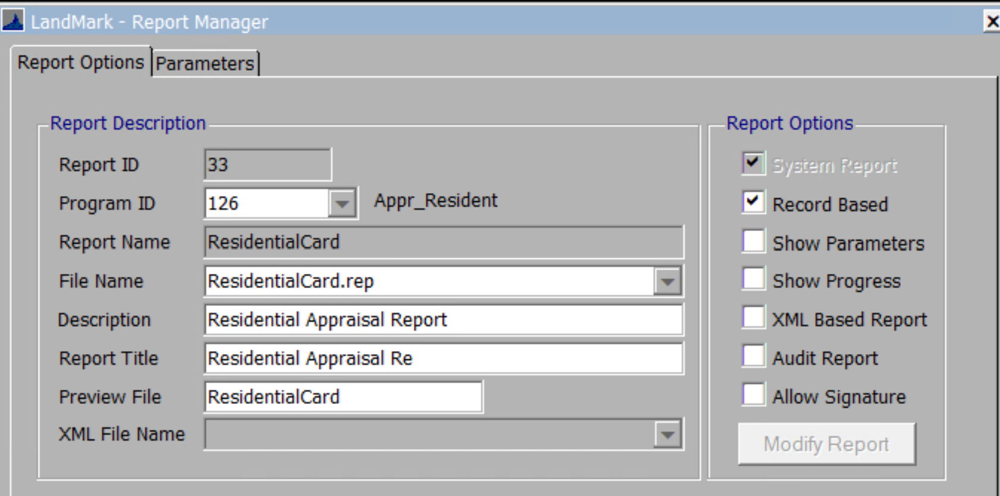 LandMark - Report Manager
Report Options
Parameters
Report Description
Report ID
33
Program ID
126
Appr_Resident
Report Name
ResidentialCard
File Name
ResidentialCard.rep
Description
Residential Appraisal Report
Report Title
Residential Appraisal Re
Preview File
ResidentialCard
XML File Name
Report Options
System Report
Record Based
Show Parameters
Show Progress
XML Based Report
Audit Report
Allow Signature
Modify Report